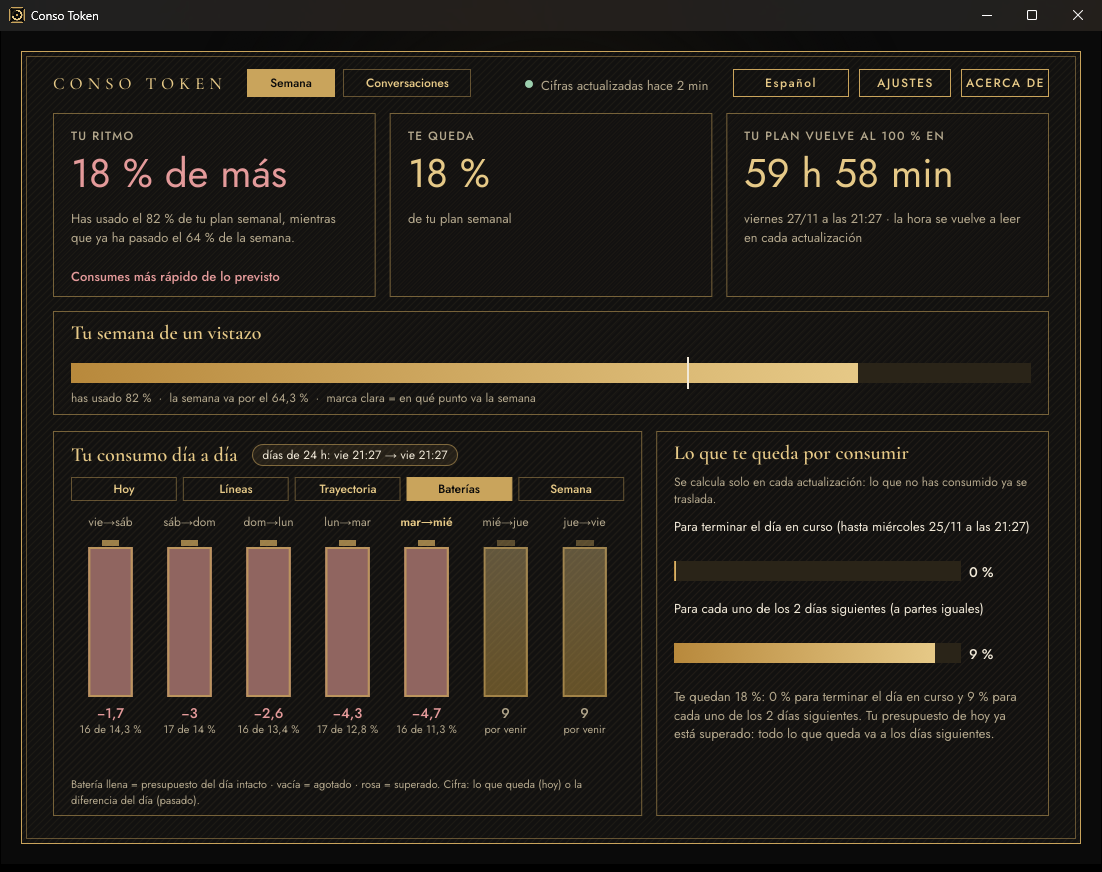 Conso Token
CONSO TOKEN
Semana
Conversaciones
Cifras actualizadas hace 2 min
Español
AJUSTES
ACERCA DE
TU RITMO
18 % de más
Has usado el 82 % de tu plan semanal, mientras
que ya ha pasado el 64 % de la semana.
Consumes más rápido de lo previsto
TE QUEDA
18 %
de tu plan semanal
TU PLAN VUELVE AL 100 % EN
59 h 58 min
viernes 27/11 a las 21:27 · la hora se vuelve a leer
en cada actualización
Tu semana de un vistazo
has usado 82 % · la semana va por el 64,3 % · marca clara = en qué punto va la semana
Tu consumo día a día
días de 24 h: vie 21:27 → vie 21:27
Hoy
Líneas
Trayectoria
Baterías
Semana
vie→sáb sáb→dom dom→lun lun→mar mar→mié mié→jue jue→vie
−1,7 −3 −2,6 −4,3 −4,7 9 9
16 de 14,3 % 17 de 14 % 16 de 13,4 % 17 de 12,8 % 16 de 11,3 % por venir por venir
Batería llena = presupuesto del día intacto · vacía = agotado · rosa = superado. Cifra: lo que queda (hoy) o la
diferencia del día (pasado).
Lo que te queda por consumir
Se calcula solo en cada actualización: lo que no has consumido ya se
traslada.
Para terminar el día en curso (hasta miércoles 25/11 a las 21:27)
0 %
Para cada uno de los 2 días siguientes (a partes iguales)
9 %
Te quedan 18 %: 0 % para terminar el día en curso y 9 % para
cada uno de los 2 días siguientes. Tu presupuesto de hoy ya
está superado: todo lo que queda va a los días siguientes.